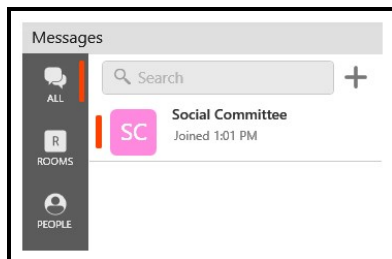 Messages
Search
ALL
SC
Social Committee
Joined 1:01 PM
R
ROOMS
PEOPLE